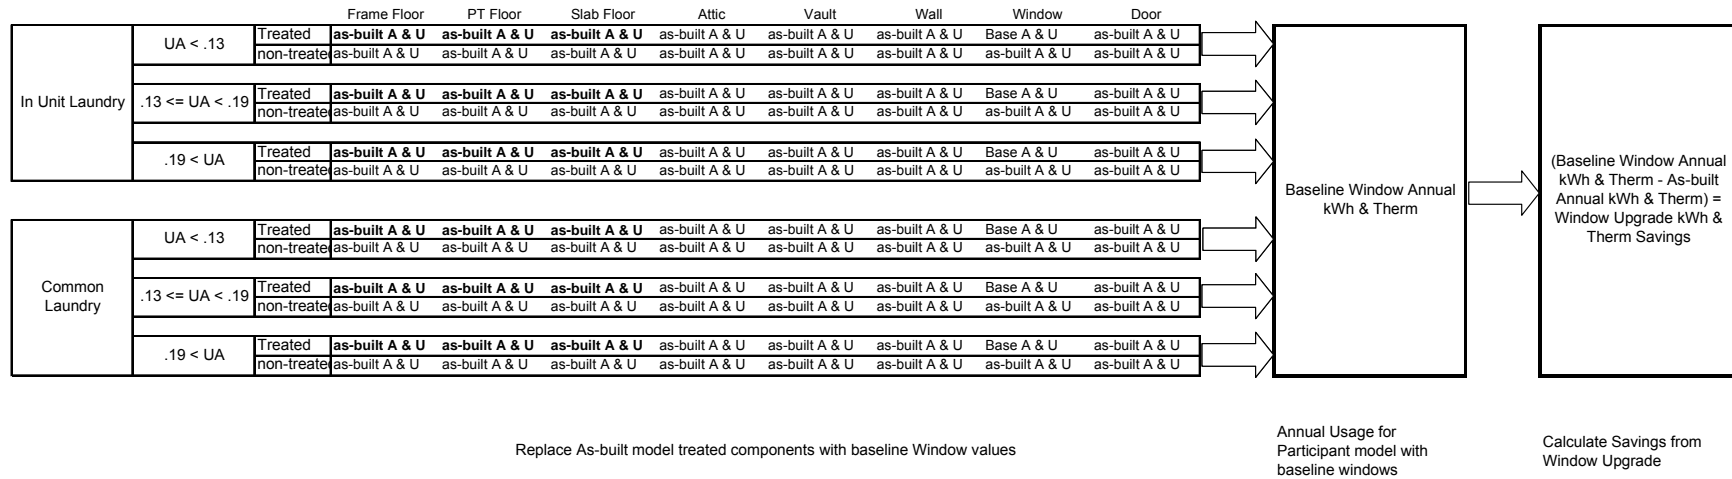 Frame Floor PT Floor Slab Floor Attic Vault Wall Window Door
In Unit Laundry
UA < .13
Treated as-built A & U as-built A & U as-built A & U as-built A & U as-built A & U as-built A & U Base A & U as-built A & U
non-treated as-built A & U as-built A & U as-built A & U as-built A & U as-built A & U as-built A & U as-built A & U as-built A & U
.13 <= UA < .19
Treated as-built A & U as-built A & U as-built A & U as-built A & U as-built A & U as-built A & U Base A & U as-built A & U
non-treated as-built A & U as-built A & U as-built A & U as-built A & U as-built A & U as-built A & U as-built A & U as-built A & U
.19 < UA
Treated as-built A & U as-built A & U as-built A & U as-built A & U as-built A & U as-built A & U Base A & U as-built A & U
non-treated as-built A & U as-built A & U as-built A & U as-built A & U as-built A & U as-built A & U as-built A & U as-built A & U
Common
Laundry
UA < .13
Treated as-built A & U as-built A & U as-built A & U as-built A & U as-built A & U as-built A & U Base A & U as-built A & U
non-treated as-built A & U as-built A & U as-built A & U as-built A & U as-built A & U as-built A & U as-built A & U as-built A & U
.13 <= UA < .19
Treated as-built A & U as-built A & U as-built A & U as-built A & U as-built A & U as-built A & U Base A & U as-built A & U
non-treated as-built A & U as-built A & U as-built A & U as-built A & U as-built A & U as-built A & U as-built A & U as-built A & U
.19 < UA
Treated as-built A & U as-built A & U as-built A & U as-built A & U as-built A & U as-built A & U Base A & U as-built A & U
non-treated as-built A & U as-built A & U as-built A & U as-built A & U as-built A & U as-built A & U as-built A & U as-built A & U
Baseline Window Annual
kWh & Therm
(Baseline Window Annual
kWh & Therm - As-built
Annual kWh & Therm) =
Window Upgrade kWh &
Therm Savings
Replace As-built model treated components with baseline Window values
Annual Usage for
Participant model with
baseline windows
Calculate Savings from
Window Upgrade